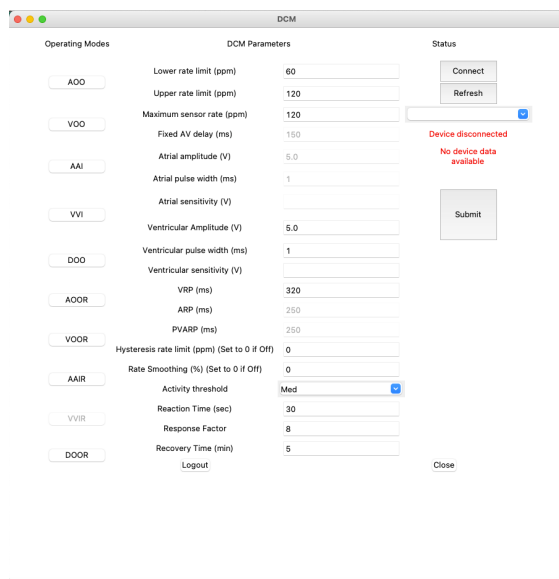 DCM
Operating Modes
DCM Parameters
Status
AOO
VOO
AAI
VVI
DOO
AOOR
VOOR
AAIR
VVIR
DOOR
Lower rate limit (ppm) 60
Upper rate limit (ppm) 120
Maximum sensor rate (ppm) 120
Fixed AV delay (ms) 150
Atrial amplitude (V) 5.0
Atrial pulse width (ms) 1
Atrial sensitivity (V)
Ventricular Amplitude (V) 5.0
Ventricular pulse width (ms) 1
Ventricular sensitivity (V)
VRP (ms) 320
ARP (ms) 250
PVARP (ms) 250
Hysteresis rate limit (ppm) (Set to 0 if Off) 0
Rate Smoothing (%) (Set to 0 if Off) 0
Activity threshold Med
Reaction Time (sec) 30
Response Factor 8
Recovery Time (min) 5
Logout
Connect
Refresh
Device disconnected
No device data
available
Submit
Close